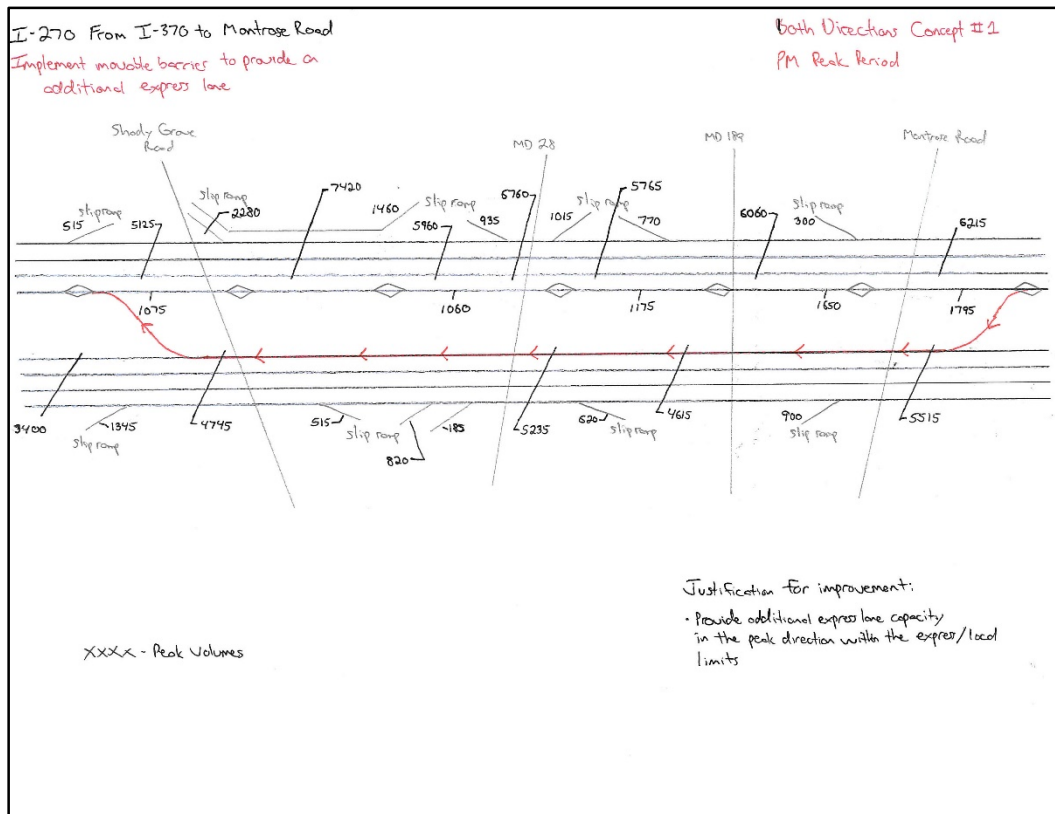 I-270 From I-370 to Montrose Road
Implement movable barrier to provide an
additional express lane
Both Directions Concept #1
PM Peak Period
Shady Grove
Road
MD 28
MD 189
Montrose Road
slip ramp
515
5125
slip ramp
2280
7420
1460
slip ramp
5960
935
6760
1015
slip ramp
5765
770
6060
slip ramp
300
6215
1075
1060
1175
1650
1795
3400
slip ramp
1345
4745
515
slip ramp
820
185
5235
620
slip ramp
4615
900
slip ramp
5515
Justification for improvement:
• Provide additional express lane capacity
in the peak direction within the express/local
limits
XXXX - Peak Volumes